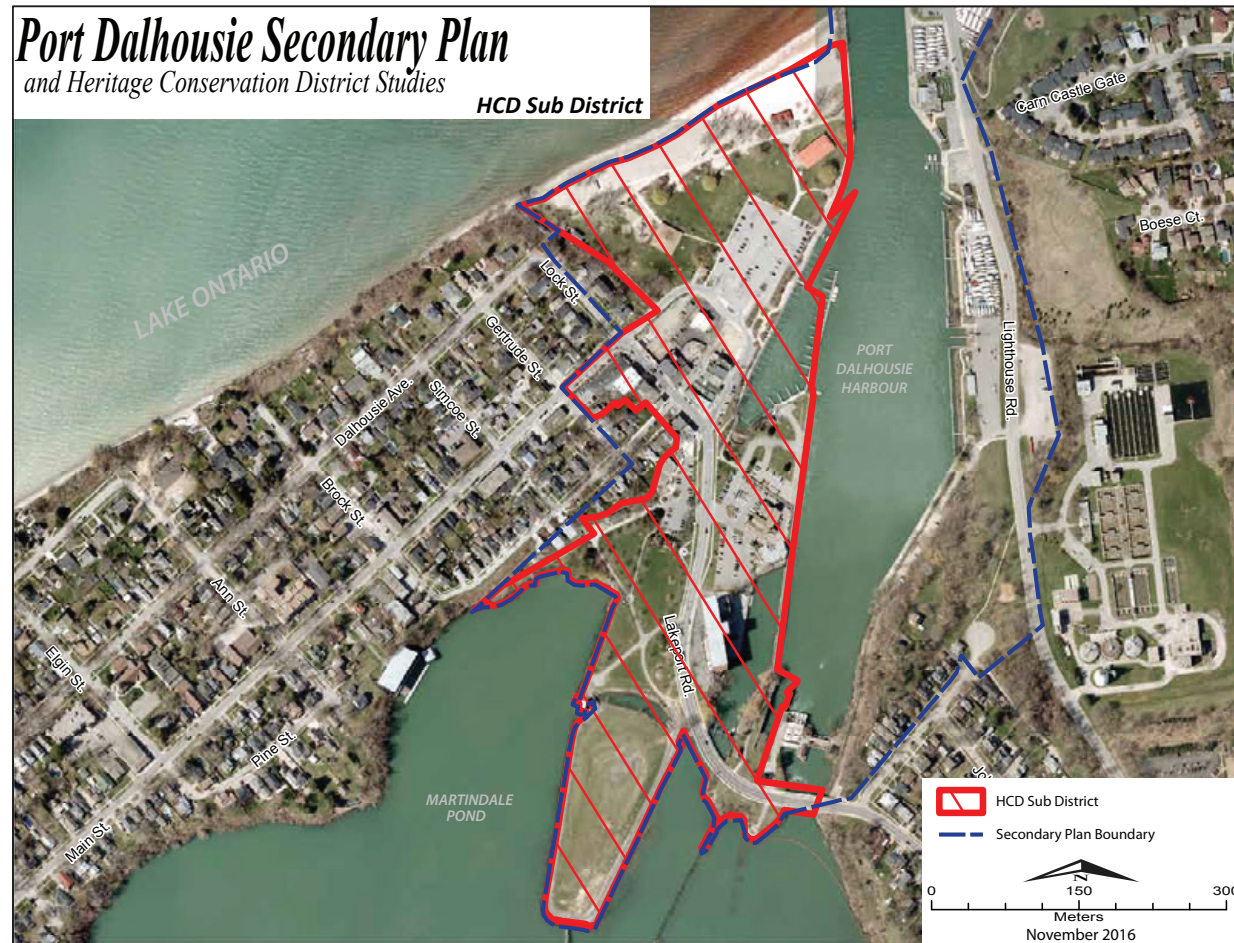 Port Dalhousie Secondary Plan
and Heritage Conservation District Studies
HCD Sub District
Carn Castle Gate
Boese Ct.
LAKE ONTARIO
Lock St.
Gertrude St.
Dalhousie Ave.
Simcoe St.
Brock St.
PORT
DALHOUSIE
HARBOUR
Lighthouse Rd.
Ann St.
Elgin St.
Lakeport Rd.
Pine St.
Main St.
MARTINDALE
POND
HCD Sub District
Secondary Plan Boundary
N
0 150 300
Meters
November 2016